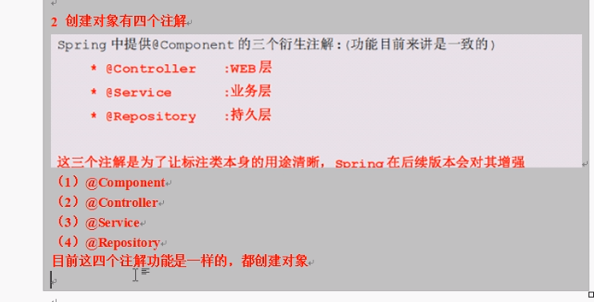 2 创建对象有四个注解
Spring 中提供@Component 的三个衍生注解:(功能目前来讲是一致的)
* @Controller :WEB 层
* @Service :业务层
* @Repository :持久层
这三个注解是为了让标注类本身的用途清晰，Spring 在后续版本会对其增强
（1）@Component
（2）@Controller
（3）@Service
（4）@Repository
目前这四个注解功能是一样的，都创建对象